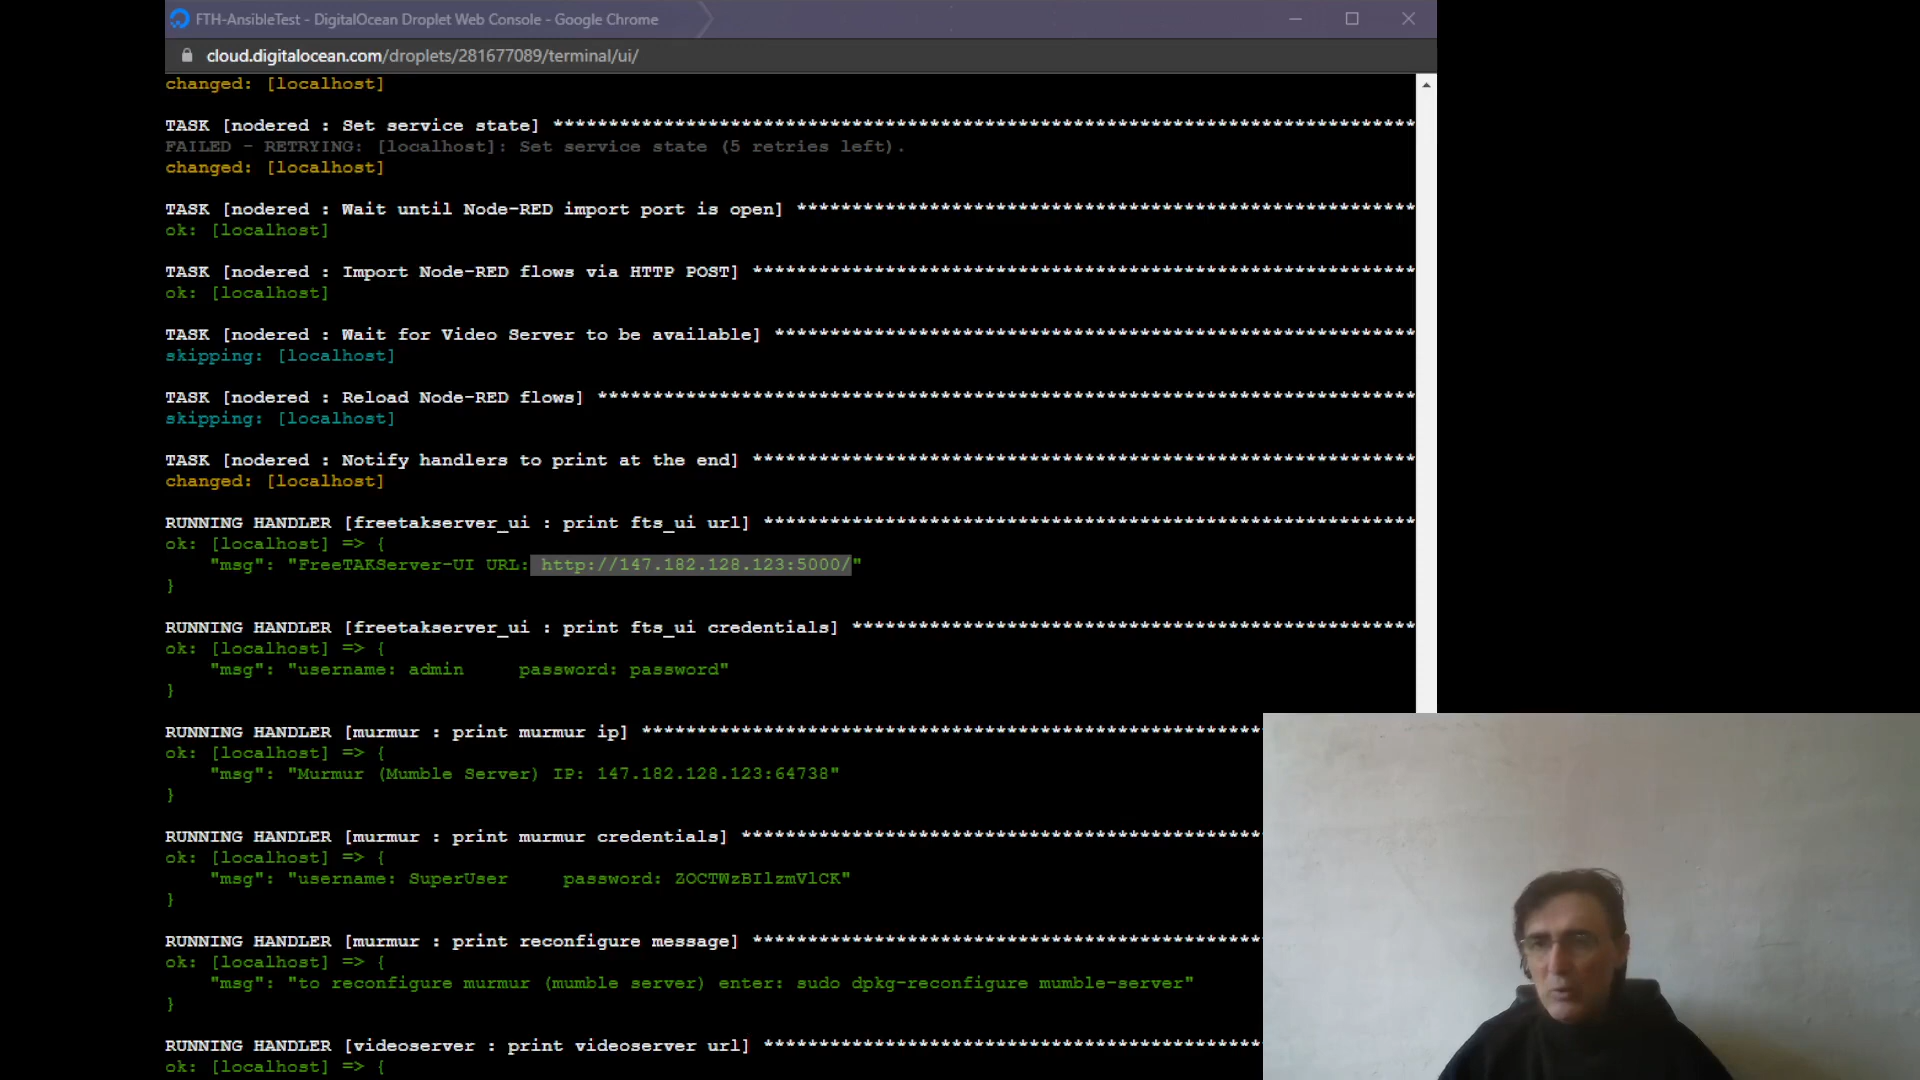 FTH-AnsibleTest - DigitalOcean Droplet Web Console - Google Chrome
cloud.digitalocean.com/droplets/281677089/terminal/ui/
changed: [localhost]
TASK [nodered : Set service state] ******************************************************************************
FAILED - RETRYING: [localhost]: Set service state (5 retries left).
changed: [localhost]
TASK [nodered : Wait until Node-RED import port is open] ********************************************************
ok: [localhost]
TASK [nodered : Import Node-RED flows via HTTP POST] ************************************************************
ok: [localhost]
TASK [nodered : Wait for Video Server to be available] **********************************************************
skipping: [localhost]
TASK [nodered : Reload Node-RED flows] **************************************************************************
skipping: [localhost]
TASK [nodered : Notify handlers to print at the end] ************************************************************
changed: [localhost]
RUNNING HANDLER [freetakserver_ui : print fts_ui url] ***********************************************************
ok: [localhost] => {
"msg": "FreeTAKServer-UI URL: http://147.182.128.123:5000/"
}
RUNNING HANDLER [freetakserver_ui : print fts_ui credentials] ***************************************************
ok: [localhost] => {
"msg": "username: admin     password: password"
}
RUNNING HANDLER [murmur : print murmur ip] ********************************************************
ok: [localhost] => {
"msg": "Murmur (Mumble Server) IP: 147.182.128.123:64738"
}
RUNNING HANDLER [murmur : print murmur credentials] ***********************************************
ok: [localhost] => {
"msg": "username: SuperUser     password: ZOCTWzBIlzmVlCK"
}
RUNNING HANDLER [murmur : print reconfigure message] **********************************************
ok: [localhost] => {
"msg": "to reconfigure murmur (mumble server) enter: sudo dpkg-reconfigure mumble-server"
}
RUNNING HANDLER [videoserver : print videoserver url] *********************************************
ok: [localhost] => {